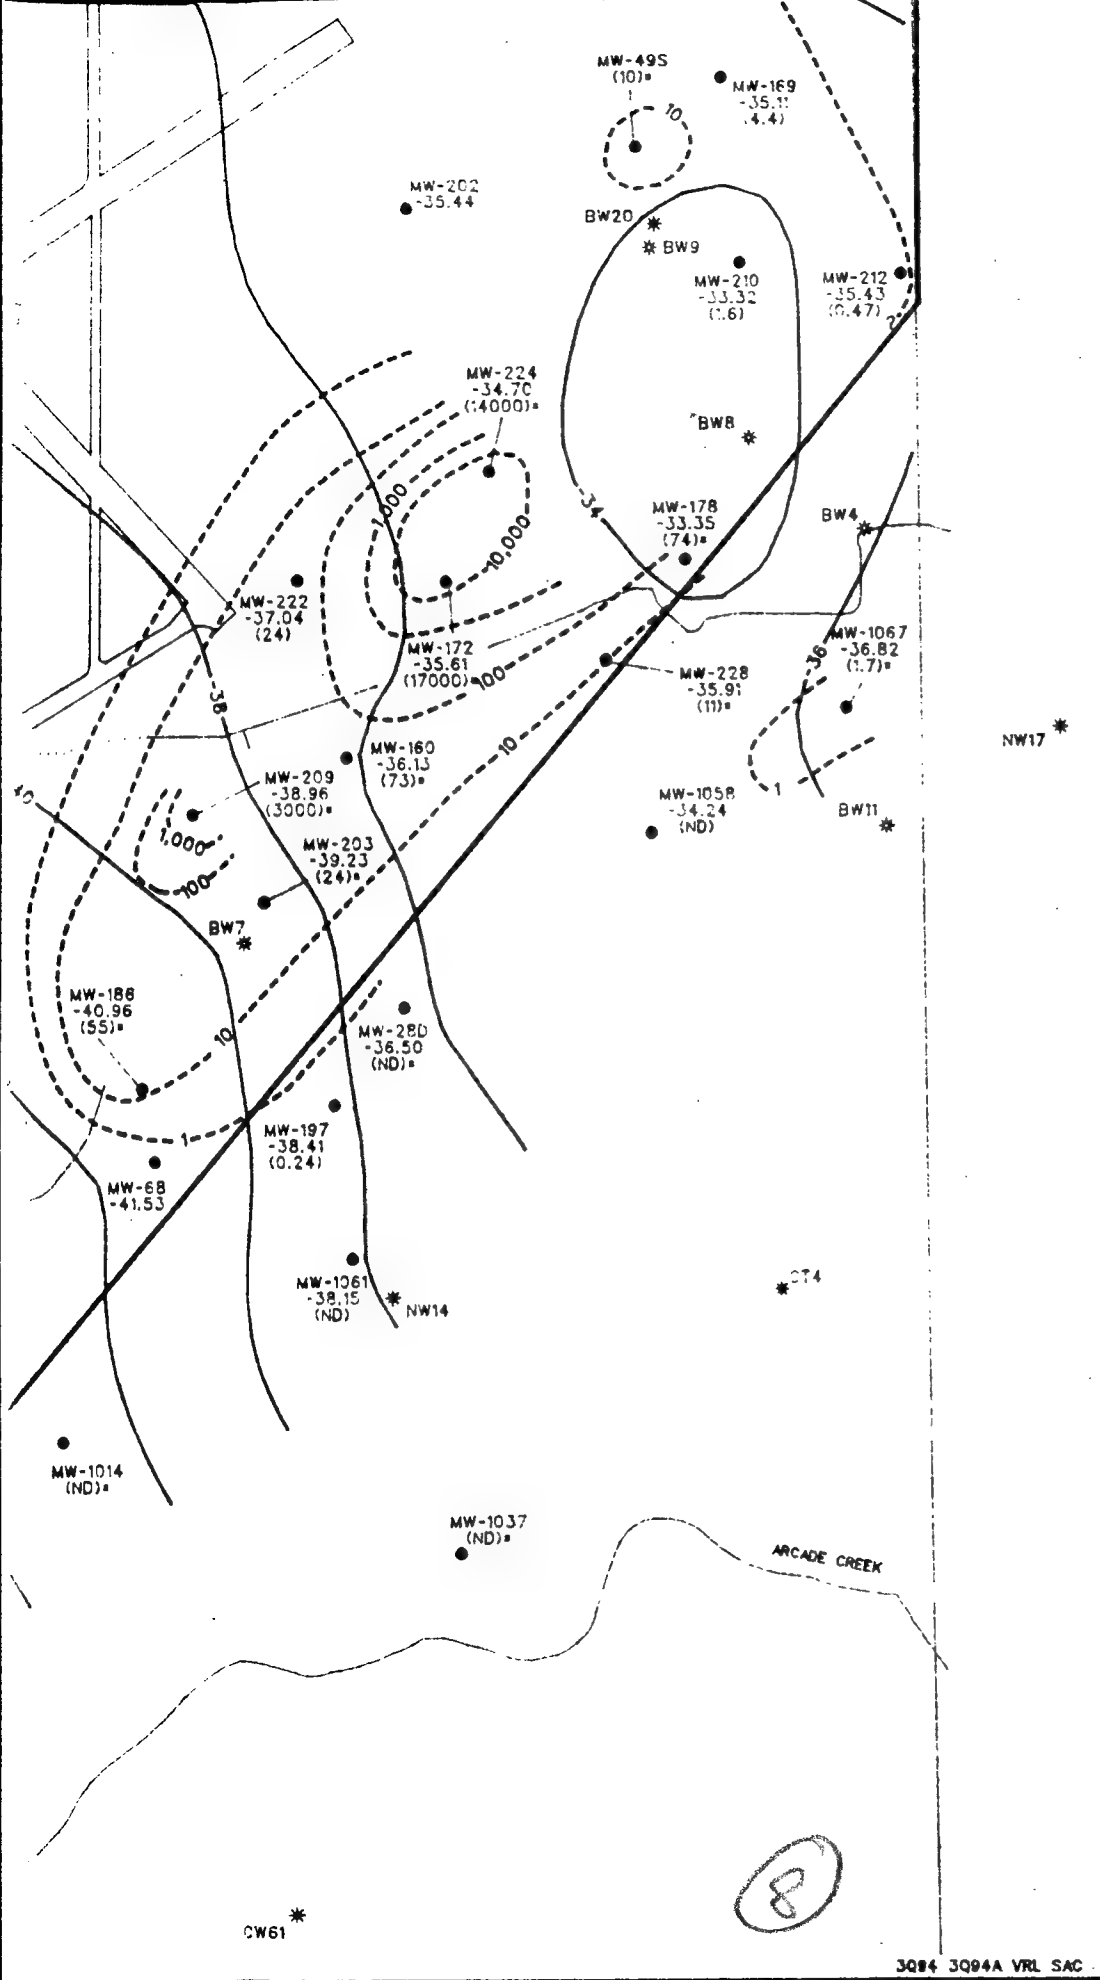 MW-49S
(10)
10
MW-169
-35.11
(4.4)
MW-202
-35.44
BW20
BW9
MW-210
-33.32
(1.6)
MW-212
-35.43
(0.47)
MW-224
-34.70
(14000)
BW8
1,000
10,000
-34
MW-178
-33.35
(74)
BW4
MW-222
-37.04
(24)
MW-172
-35.61
(17000)
100
MW-228
-35.91
(11)
MW-1067
-36.82
(1.7)
-36
-38
NW17
10
MW-160
-36.13
(73)
MW-209
-38.96
(3000)
1
MW-1058
-34.24
(ND)
BW11
1,000
100
MW-203
-39.23
(24)
BW7
MW-186
-40.96
(55)
10
MW-28D
-36.50
(ND)
1
MW-197
-38.41
(0.24)
MW-68
-41.53
MW-1061
-38.15
(ND)
NW14
MW-1014
(ND)
MW-1037
(ND)
ARCADE CREEK
8
CW61
3Q94 3Q94A VRL SAC